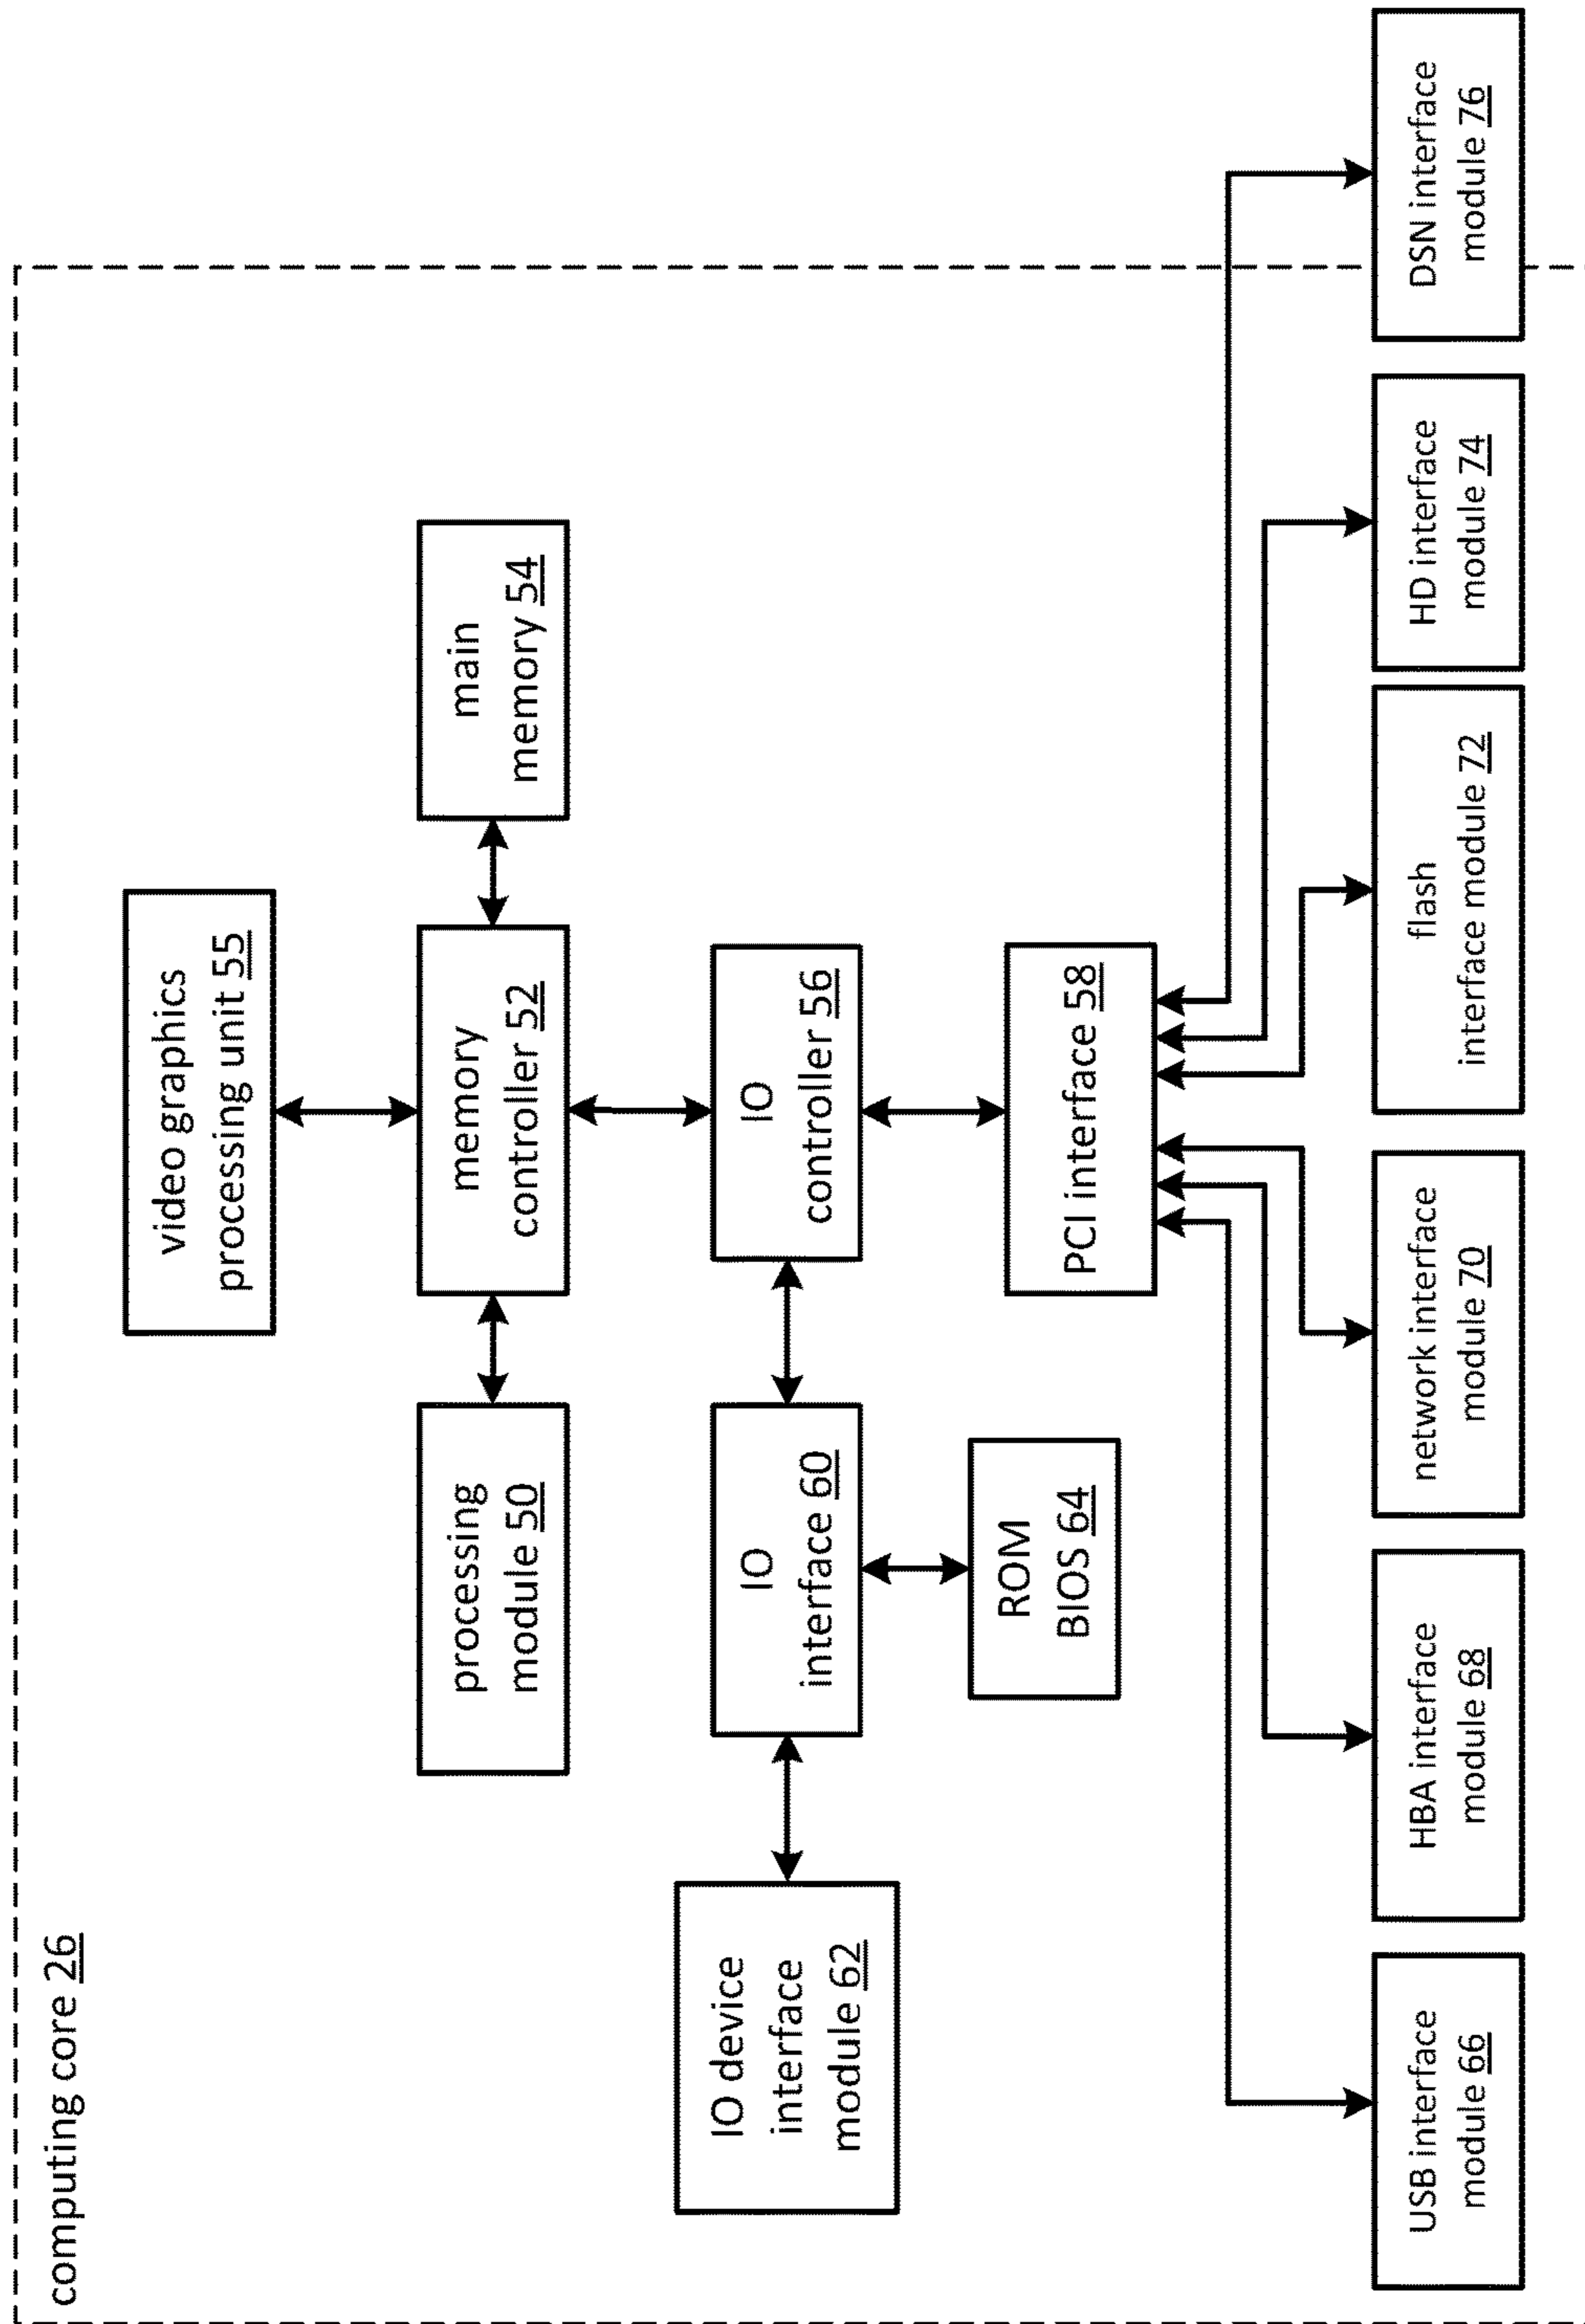 computing core 26
video graphics
processing unit 55
processing
module 50
memory
controller 52
main
memory 54
IO device
interface
module 62
IO
interface 60
IO
controller 56
ROM
BIOS 64
PCI interface 58
USB interface
module 66
HBA interface
module 68
network interface
module 70
flash
interface module 72
HD interface
module 74
DSN interface
module 76